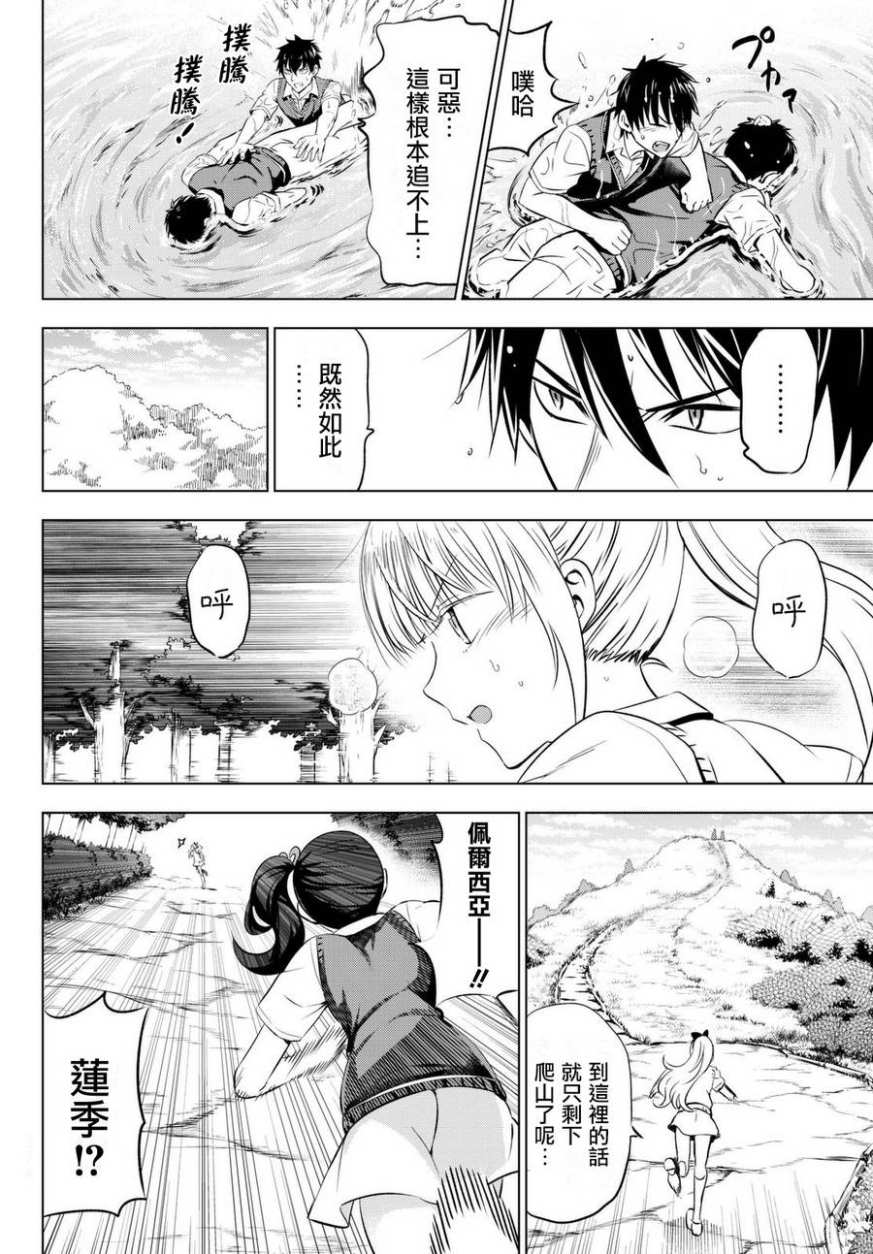 プカァ
噗哈
可惡…
這樣根本追不上…
撲騰
撲騰！
………
既然如此
……
呼
呼
到這裡的話
就只剩下
爬山了呢…
佩爾西亞——!!
蓮季!?